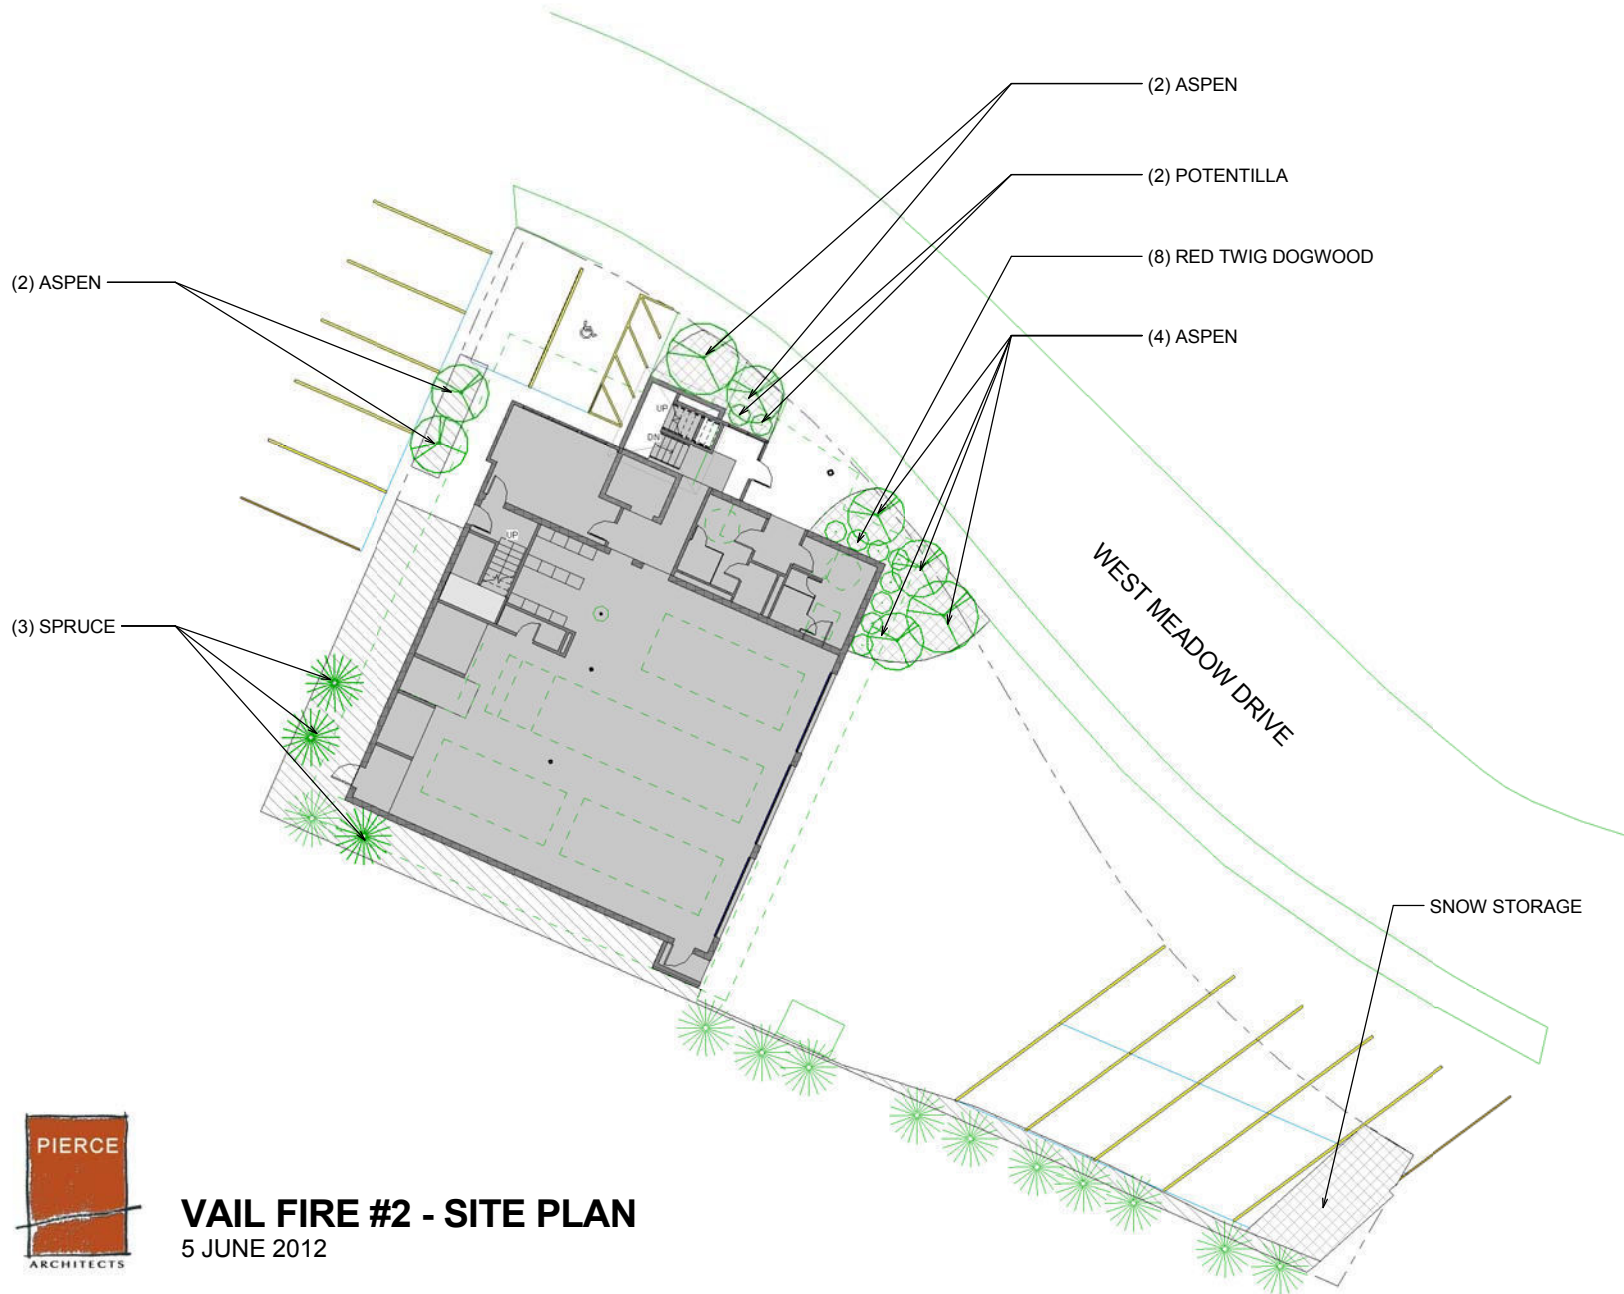 (2) ASPEN
(2) POTENTILLA
(8) RED TWIG DOGWOOD
(2) ASPEN
(4) ASPEN
UP
DN
UP
WEST MEADOW DRIVE
(3) SPRUCE
SNOW STORAGE
PIERCE
ARCHITECTS
VAIL FIRE #2 - SITE PLAN
5 JUNE 2012